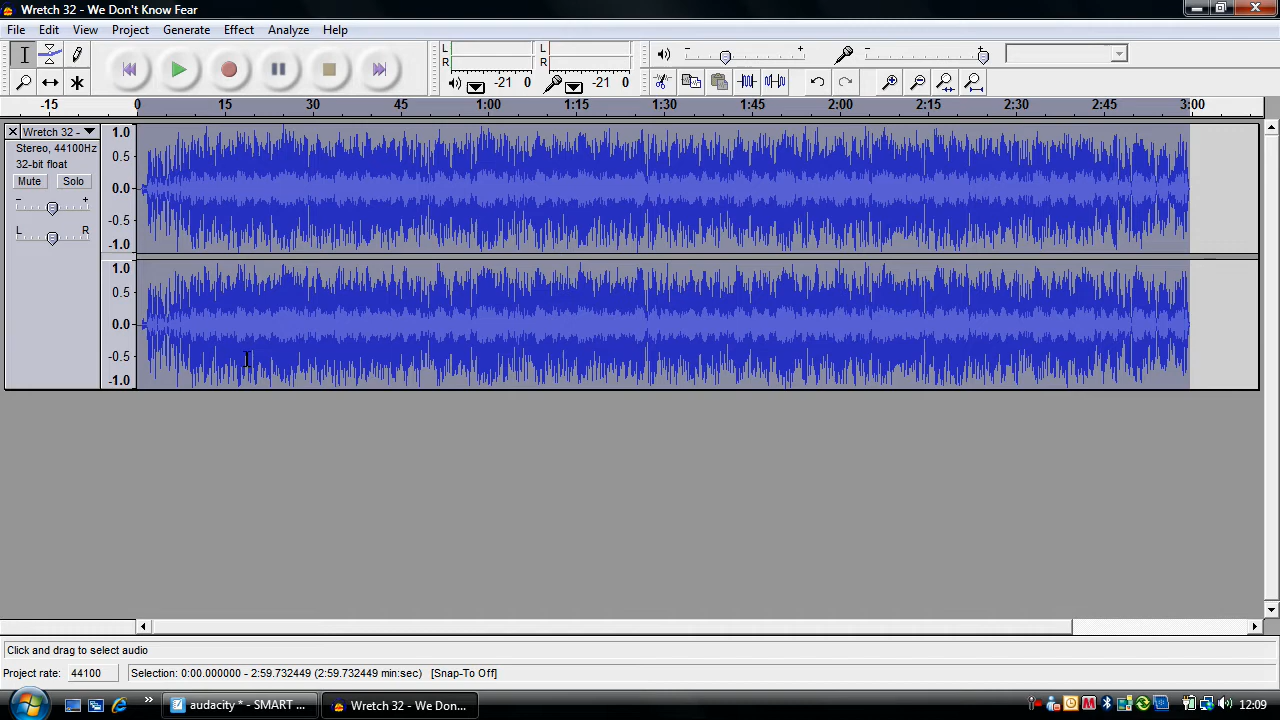 Wretch 32 - We Don't Know Fear
File Edit View Project Generate Effect Analyze Help
L L
R R
-21 0 -21 0
- + - +
-15 0 15 30 45 1:00 1:15 1:30 1:45 2:00 2:15 2:30 2:45 3:00
Wretch 32 -
Stereo, 44100Hz
32-bit float
Mute Solo
- +
L R
1.0
0.5
0.0
-0.5
-1.0
1.0
0.5
0.0
-0.5
-1.0
Click and drag to select audio
Project rate: 44100 Selection: 0:00.000000 - 2:59.732449 (2:59.732449 min:sec) [Snap-To Off]
audacity * - SMART ... Wretch 32 - We Don... 12:09